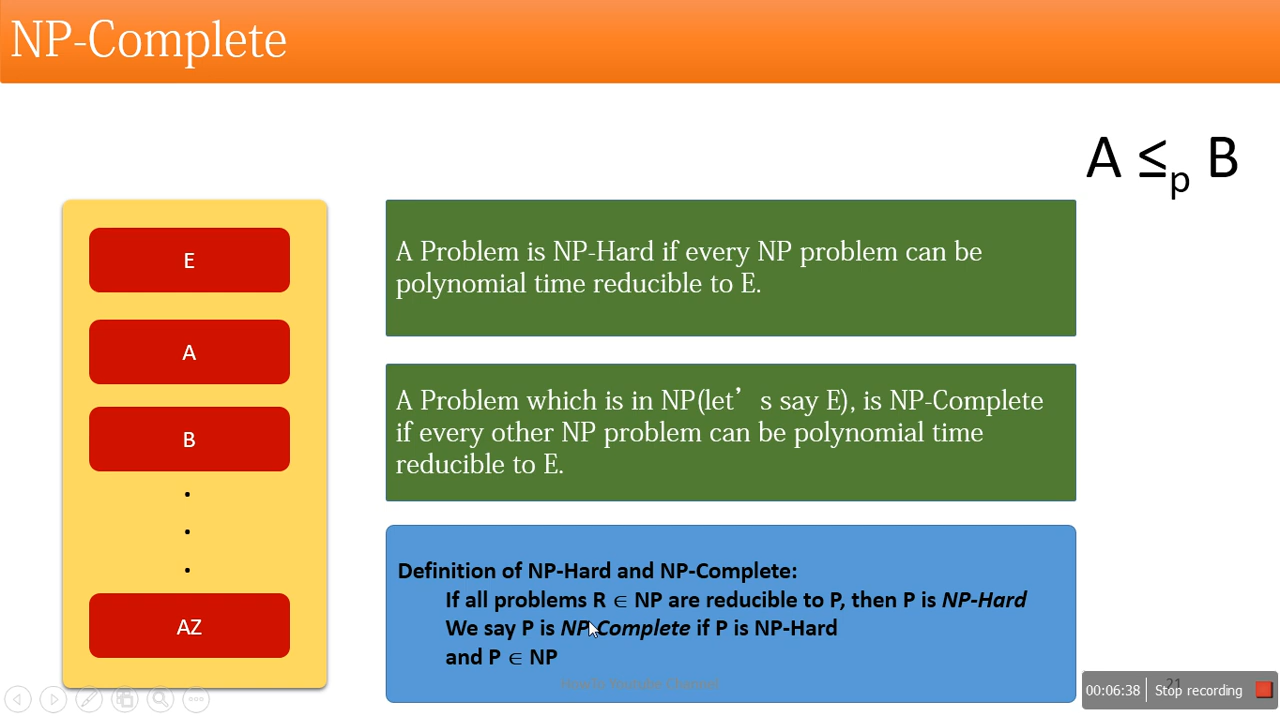 NP-Complete
A ≤p B
E
A
B
AZ
A Problem is NP-Hard if every NP problem can be
polynomial time reducible to E.
A Problem which is in NP(let’ s say E), is NP-Complete
if every other NP problem can be polynomial time
reducible to E.
Definition of NP-Hard and NP-Complete:
If all problems R ∈ NP are reducible to P, then P is NP-Hard
We say P is NP-Complete if P is NP-Hard
and P ∈ NP
Youtube Channel
21
00:06:38 Stop recording